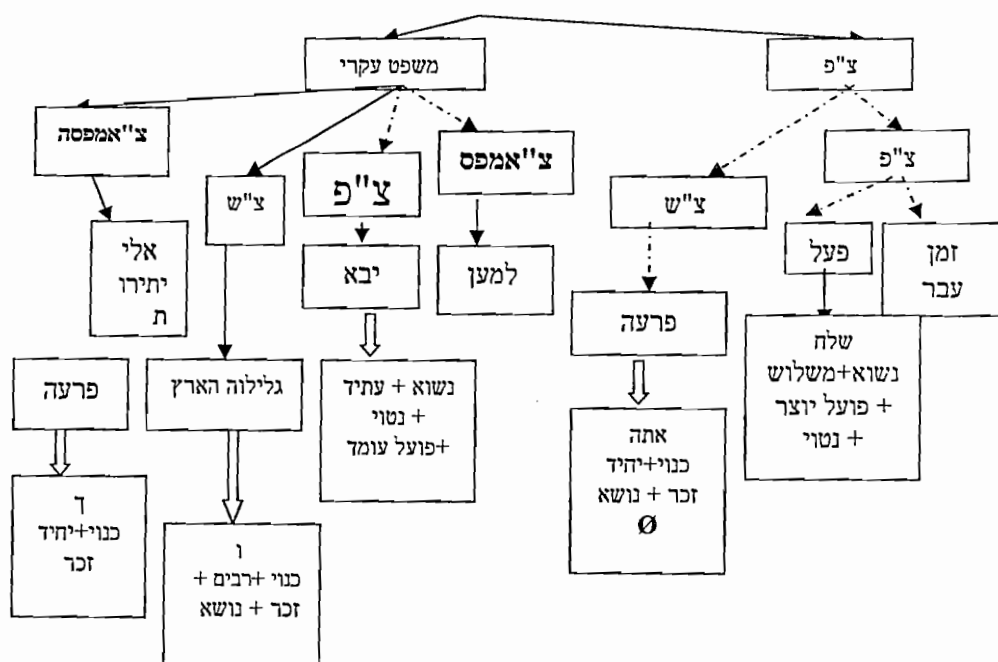 משפט עקרי
צ"פ
צ"אמפסה
צ"ש
צ"פ
צ"אמפס
צ"ש
צ"פ
אלי
יתירו
ת
יבא
למען
פעל
זמן
עבר
פרעה
גלילוה הארץ
נשוא + עתיד
+ נטוי
+פועל עומד
פרעה
שלח
נשוא+משלוש
+ פועל יוצר
+ נטוי
ך
כנוי+יחיד
זכר
ו
כנוי +רבים +
זכר + נושא
אתה
כנוי+יהיד
זכר + נושא
Ø